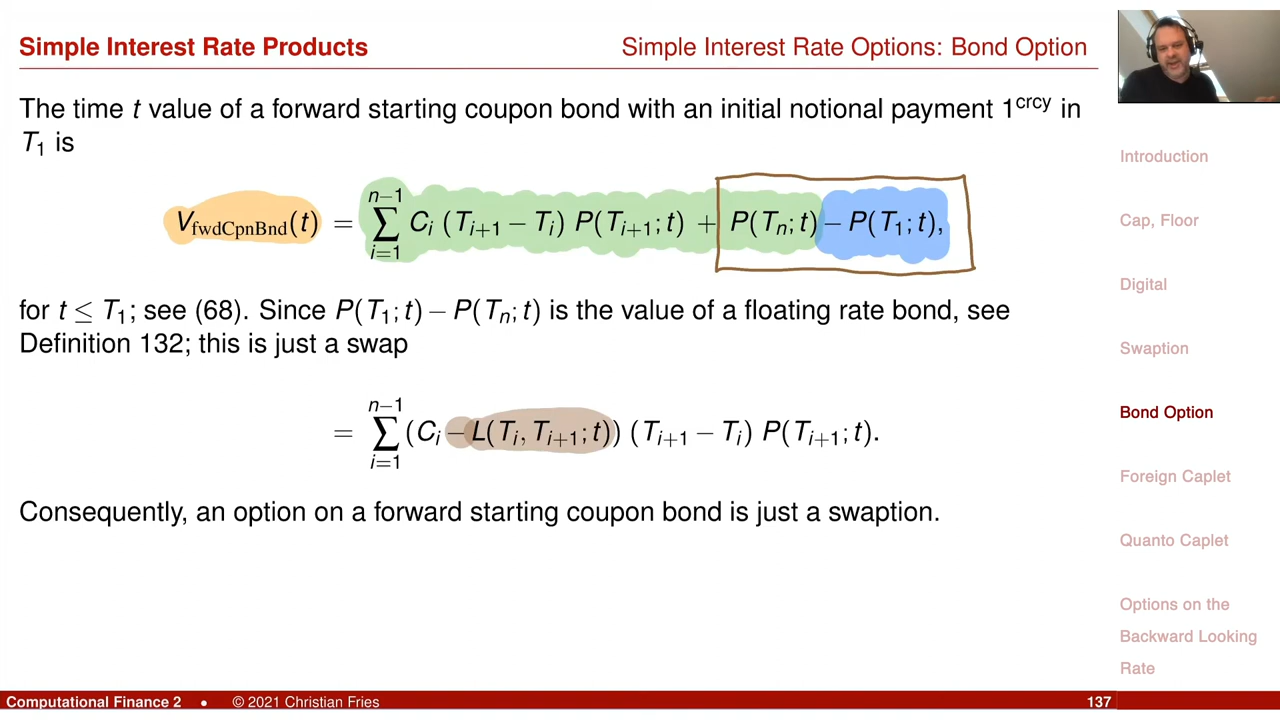 Simple Interest Rate Products
Simple Interest Rate Options: Bond Option
The time t value of a forward starting coupon bond with an initial notional payment 1^crcy in
T₁ is
V_fwdCpnBnd(t) = ∑_{i=1}^{n−1} C_i (T_{i+1} − T_i) P(T_{i+1}; t) + P(T_n; t) − P(T_1; t),
for t ≤ T₁; see (68). Since P(T₁; t) − P(T_n; t) is the value of a floating rate bond, see
Definition 132; this is just a swap
= ∑_{i=1}^{n−1} (C_i − L(T_i, T_{i+1}; t)) (T_{i+1} − T_i) P(T_{i+1}; t).
Consequently, an option on a forward starting coupon bond is just a swaption.
Introduction
Cap, Floor
Digital
Swaption
Bond Option
Foreign Caplet
Quanto Caplet
Options on the
Backward Looking
Rate
Computational Finance 2 • © 2021 Christian Fries
137